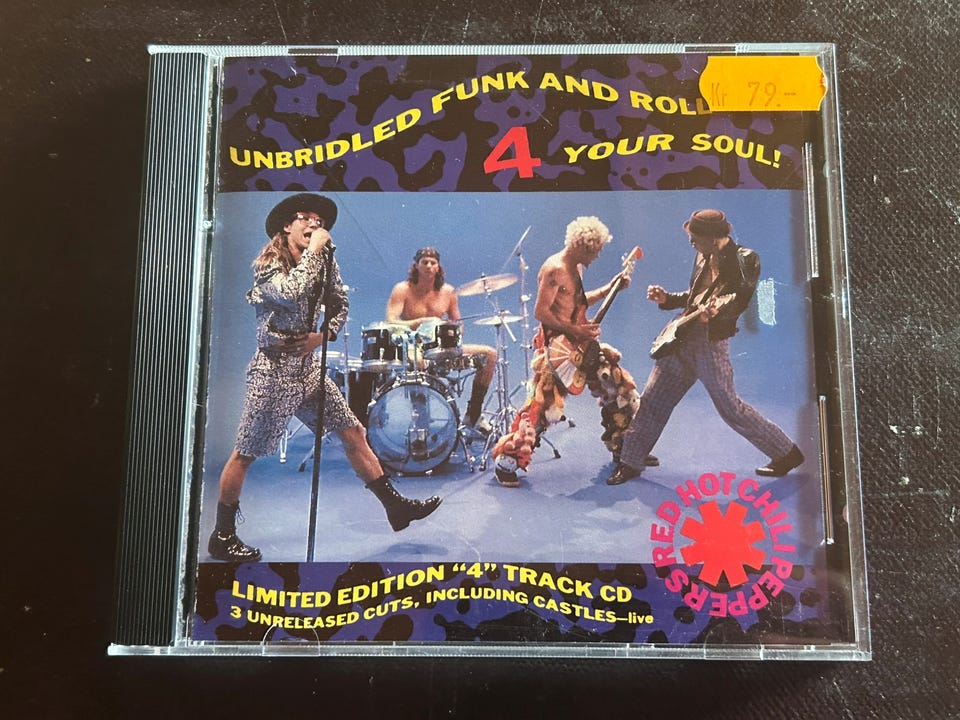 UNBRIDLED FUNK AND ROLL
Kr 79.-
4 YOUR SOUL!
RED HOT CHILI PEPPERS
LIMITED EDITION “4” TRACK CD
3 UNRELEASED CUTS, INCLUDING CASTLES—live